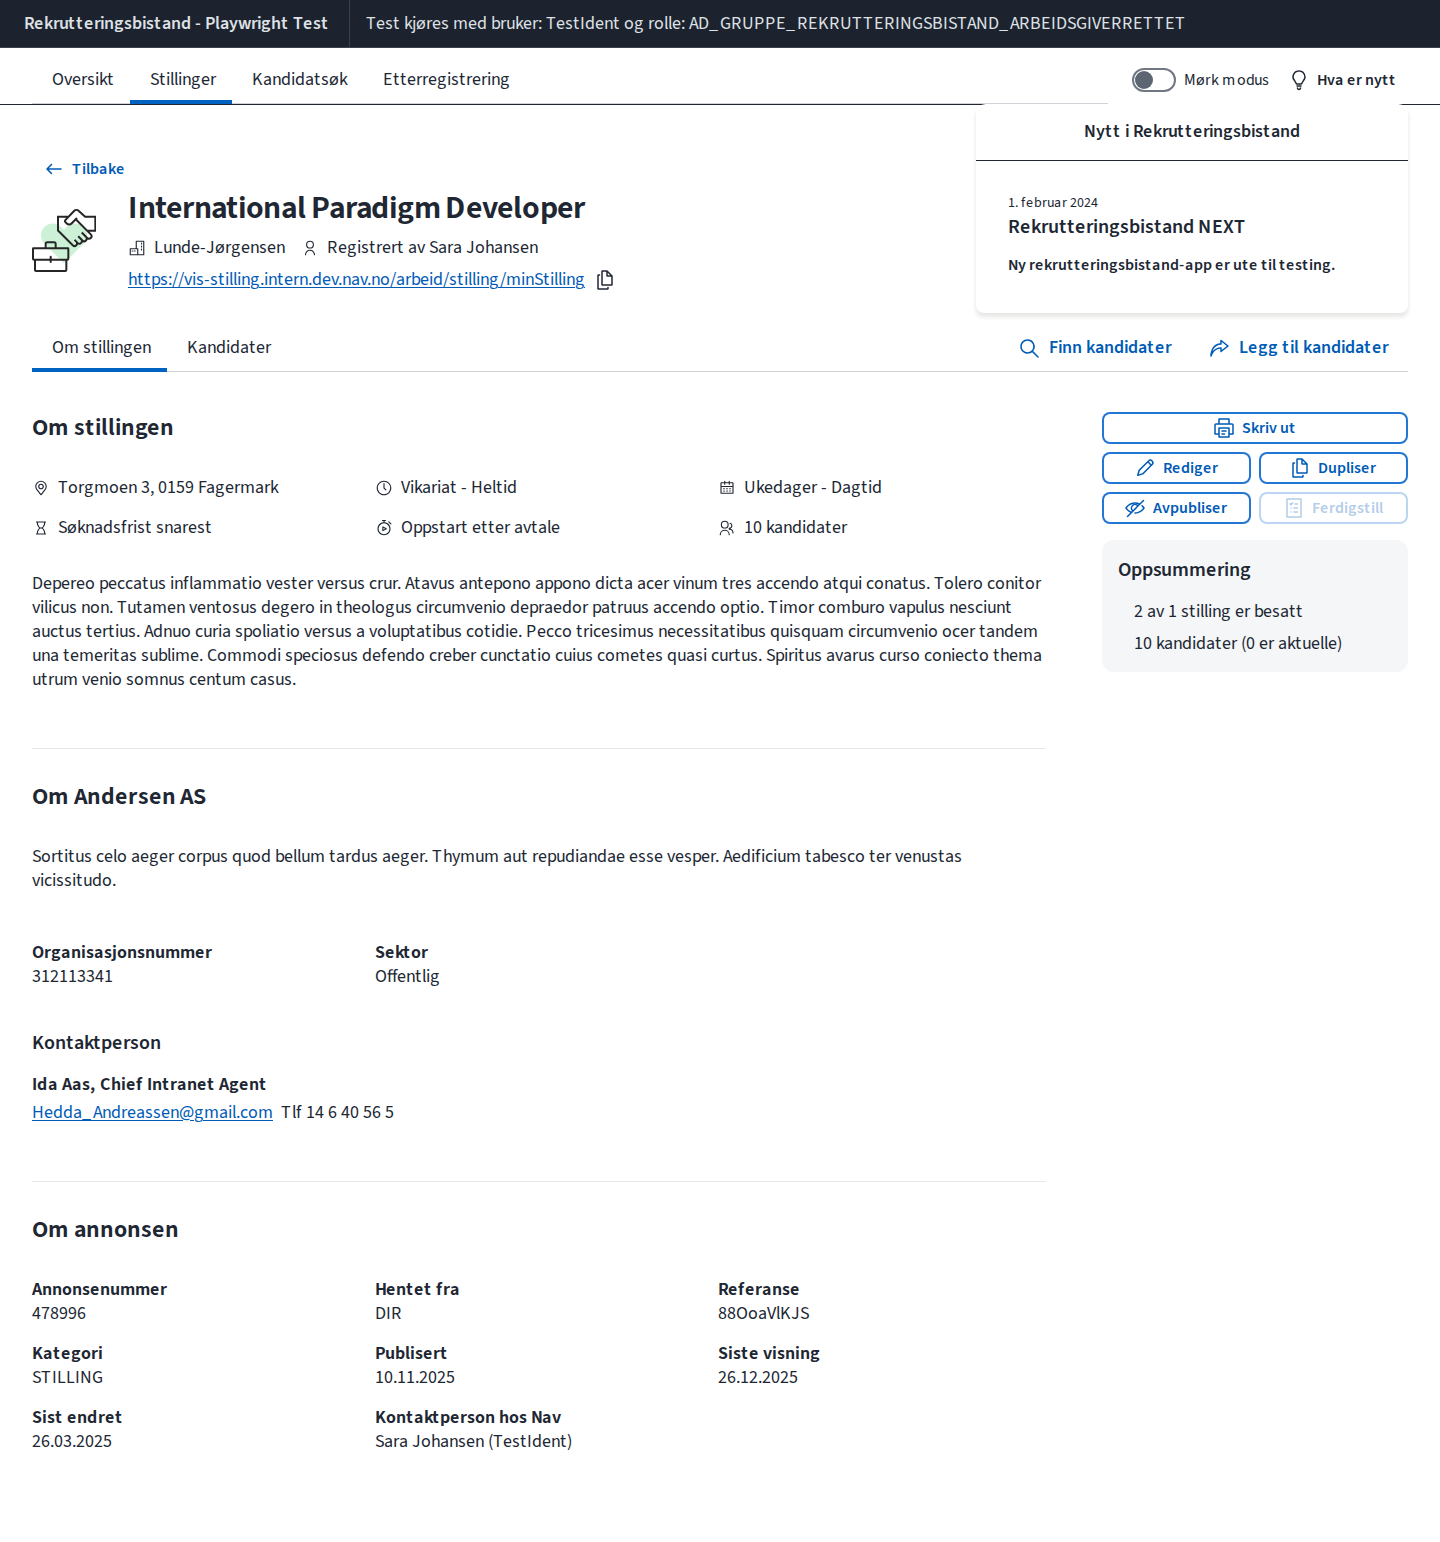 Rekrutteringsbistand - Playwright Test
Test kjøres med bruker: TestIdent og rolle: AD_GRUPPE_REKRUTTERINGSBISTAND_ARBEIDSGIVERRETTET
Oversikt
Stillinger
Kandidatsøk
Etterregistrering
Mørk modus
Hva er nytt
Nytt i Rekrutteringsbistand
1. februar 2024
Rekrutteringsbistand NEXT
Ny rekrutteringsbistand-app er ute til testing.
Tilbake
International Paradigm Developer
Lunde-Jørgensen
Registrert av Sara Johansen
https://vis-stilling.intern.dev.nav.no/arbeid/stilling/minStilling
Om stillingen
Kandidater
Finn kandidater
Legg til kandidater
Om stillingen
Torgmoen 3, 0159 Fagermark
Vikariat - Heltid
Ukedager - Dagtid
Søknadsfrist snarest
Oppstart etter avtale
10 kandidater
Depereo peccatus inflammatio vester versus crur. Atavus antepono appono dicta acer vinum tres accendo atqui conatus. Tolero conitor
vilicus non. Tutamen ventosus degero in theologus circumvenio depraedor patruus accendo optio. Timor comburo vapulus nesciunt
auctus tertius. Adnuo curia spoliatio versus a voluptatibus cotidie. Pecco tricesimus necessitatibus quisquam circumvenio ocer tandem
una temeritas sublime. Commodi speciosus defendo creber cunctatio cuius cometes quasi curtus. Spiritus avarus curso coniecto thema
utrum venio somnus centum casus.
Skriv ut
Rediger
Dupliser
Avpubliser
Ferdigstill
Oppsummering
2 av 1 stilling er besatt
10 kandidater (0 er aktuelle)
Om Andersen AS
Sortitus celo aeger corpus quod bellum tardus aeger. Thymum aut repudiandae esse vesper. Aedificium tabesco ter venustas
vicissitudo.
Organisasjonsnummer
312113341
Sektor
Offentlig
Kontaktperson
Ida Aas, Chief Intranet Agent
Hedda_Andreassen@gmail.com Tlf 14 6 40 56 5
Om annonsen
Annonsenummer
478996
Hentet fra
DIR
Referanse
88OoaVlKJS
Kategori
STILLING
Publisert
10.11.2025
Siste visning
26.12.2025
Sist endret
26.03.2025
Kontaktperson hos Nav
Sara Johansen (TestIdent)